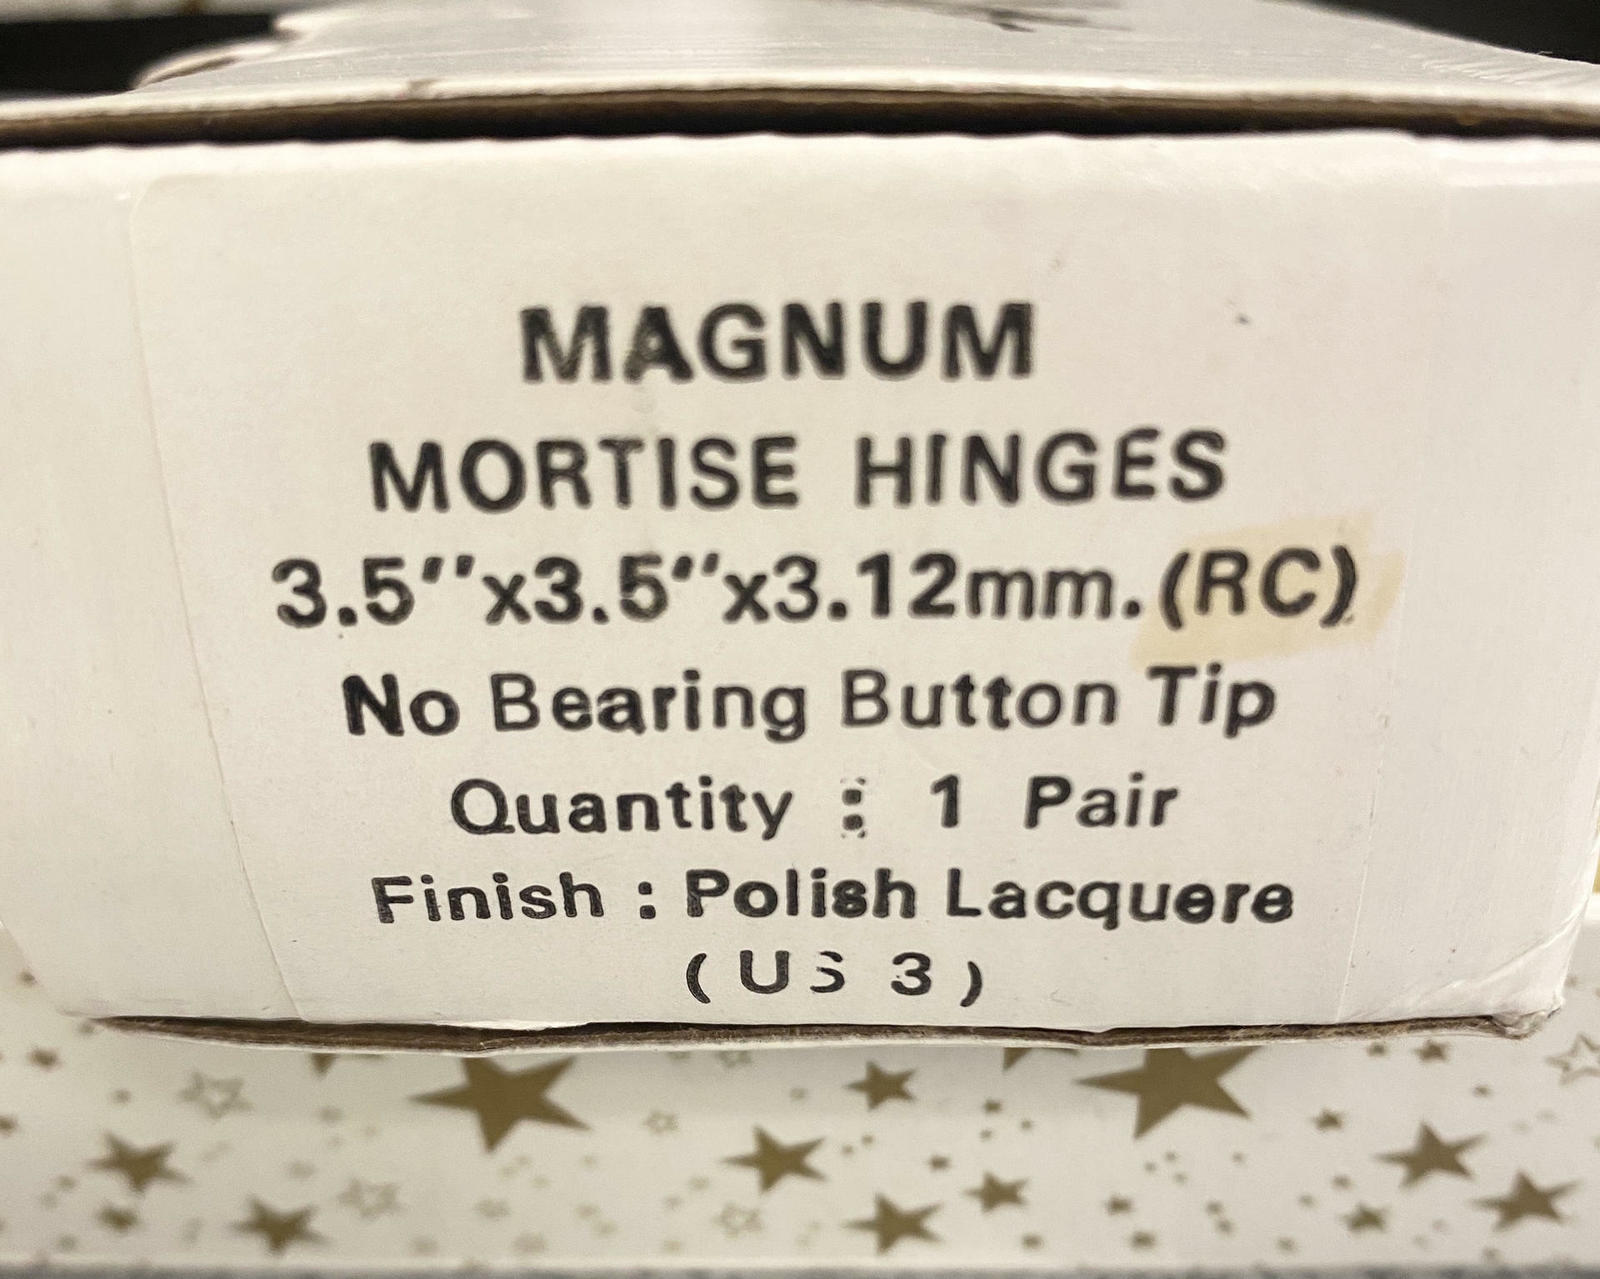 MAGNUM
MORTISE HINGES
3.5"x3.5"x3.12mm.(RC)
No Bearing Button Tip
Quantity : 1 Pair
Finish : Polish Lacquere
(US 3)